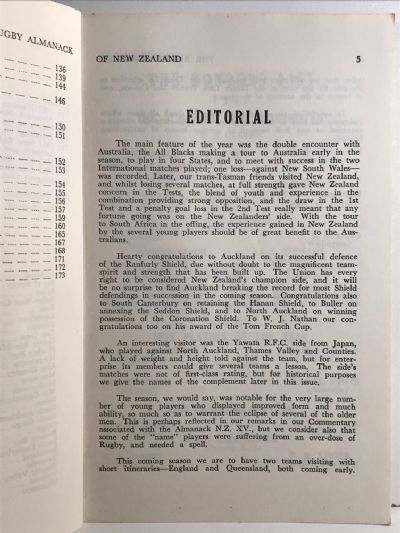 UGBY ALMANACK
136
139
144
146
150
151
152
153
154
155
156
157
159
160
165
167
168
171
172
173
OF NEW ZEALAND 5
EDITORIAL
The main feature of the year was the double encounter with
Australia, the All Blacks making a tour to Australia early in the
season, to play in four States, and to meet with success in the two
International matches played; one loss—against New South Wales—
was recorded. Later, our trans-Tasman friends visited New Zealand,
and whilst losing several matches, at full strength gave New Zealand
concern in the Tests, the blend of youth and experience in the
combination providing strong opposition, and the draw in the 1st
Test and a penalty goal loss in the 2nd Test really meant that any
fortune going was on the New Zealanders' side. With the tour
to South Africa in the offing, the experience gained in New Zealand
by the several young players should be of great benefit to the Aus-
tralians.
Hearty congratulations to Auckland on its successful defence
of the Ranfurly Shield, due without doubt to the magnificent team-
spirit and strength that has been built up. The Union has every
right to be considered New Zealand's champion side, and it will
be no surprise to find Auckland breaking the record for most Shield
defendings in succession in the coming season. Congratulations also
to South Canterbury on retaining the Hanan Shield, to Buller on
annexing the Seddon Shield, and to North Auckland on winning
possession of the Coronation Shield. To W. J. Nathan our con-
gratulations too on his award of the Tom French Cup.
An interesting visitor was the Yawata R.F.C. side from Japan,
who played against North Auckland, Thames Valley and Counties.
A lack of weight and height told against the team, but for enter-
prise its members could give several teams a lesson. The side's
matches were not of first-class rating, but for historical purposes
we give the names of the complement later in this issue.
The season, we would say, was notable for the very large num-
ber of young players who displayed improved form and much
ability, so much so as to warrant the eclipse of several of the older
men. This is perhaps reflected in our remarks in our Commentary
associated with the Almanack N.Z. XV., but we consider also that
some of the "name" players were suffering from an over-dose of
Rugby, and needed a spell.
This coming season we are to have two teams visiting with
short itineraries—England and Queensland, both coming early.